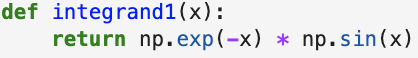 def integrand1(x):
    return np.exp(-x) * np.sin(x)